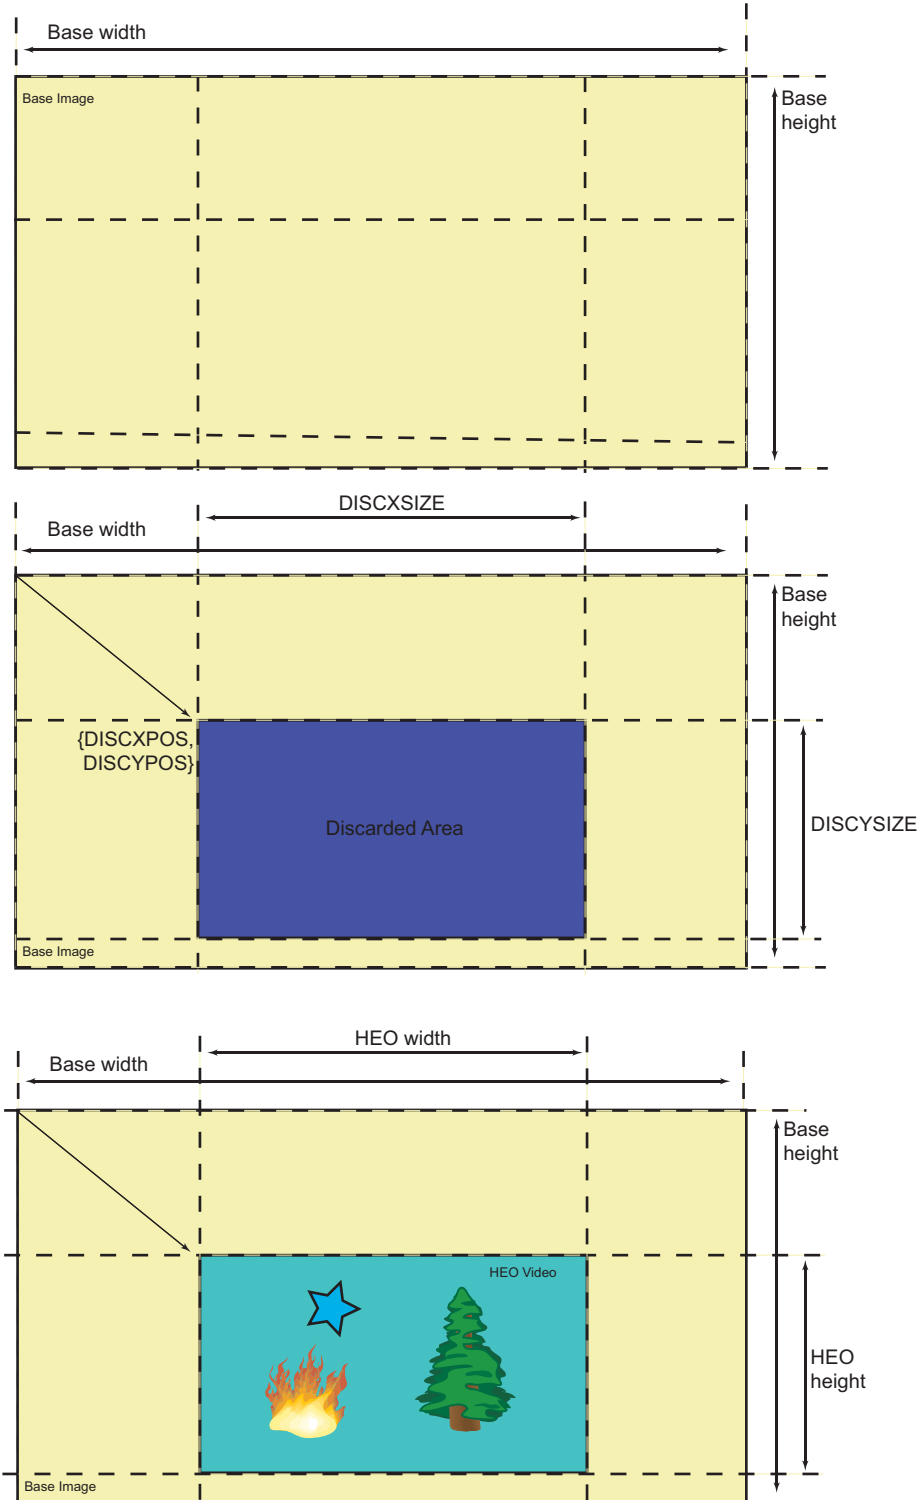 Base width
Base Image
Base
height
DISCXSIZE
Base width
Base
height
{DISCXPOS,
DISCYPOS}
Discarded Area
DISCYSIZE
Base Image
HEO width
Base width
Base
height
HEO Video
HEO
height
Base Image